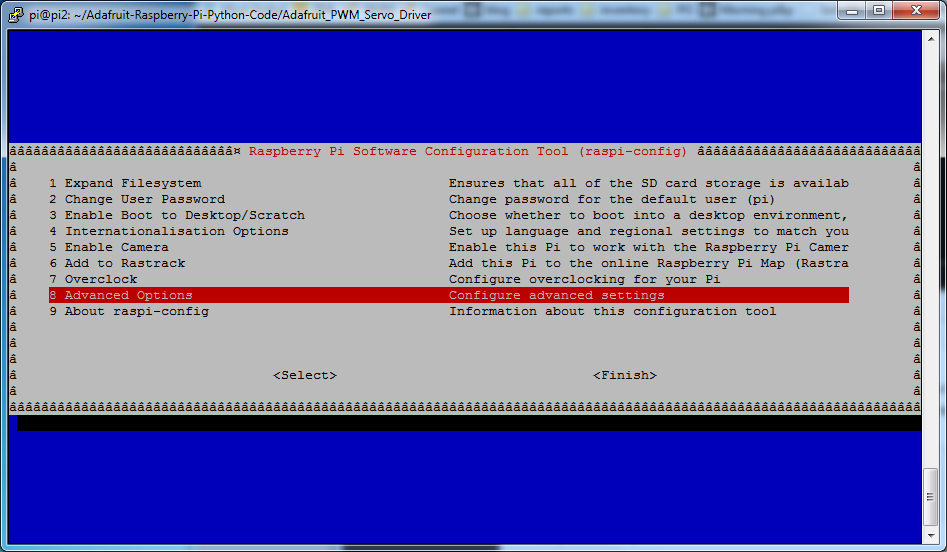 pi@pi2: ~/Adafruit-Raspberry-Pi-Python-Code/Adafruit_PWM_Servo_Driver
âââââââââââââââââââââââââââââ¤ Raspberry Pi Software Configuration Tool (raspi-config) ââââââââââââââââââââââââââââ
â â
â 1 Expand Filesystem Ensures that all of the SD card storage is availab â
â 2 Change User Password Change password for the default user (pi) â
â 3 Enable Boot to Desktop/Scratch Choose whether to boot into a desktop environment, â
â 4 Internationalisation Options Set up language and regional settings to match you â
â 5 Enable Camera Enable this Pi to work with the Raspberry Pi Camer â
â 6 Add to Rastrack Add this Pi to the online Raspberry Pi Map (Rastra â
â 7 Overclock Configure overclocking for your Pi â
â 8 Advanced Options Configure advanced settings â
â 9 About raspi-config Information about this configuration tool â
â â
â â
â â
â <Select> <Finish> â
â â
ââââââââââââââââââââââââââââââââââââââââââââââââââââââââââââââââââââââââââââââââââââââââââââââââââââââââââââââââââ